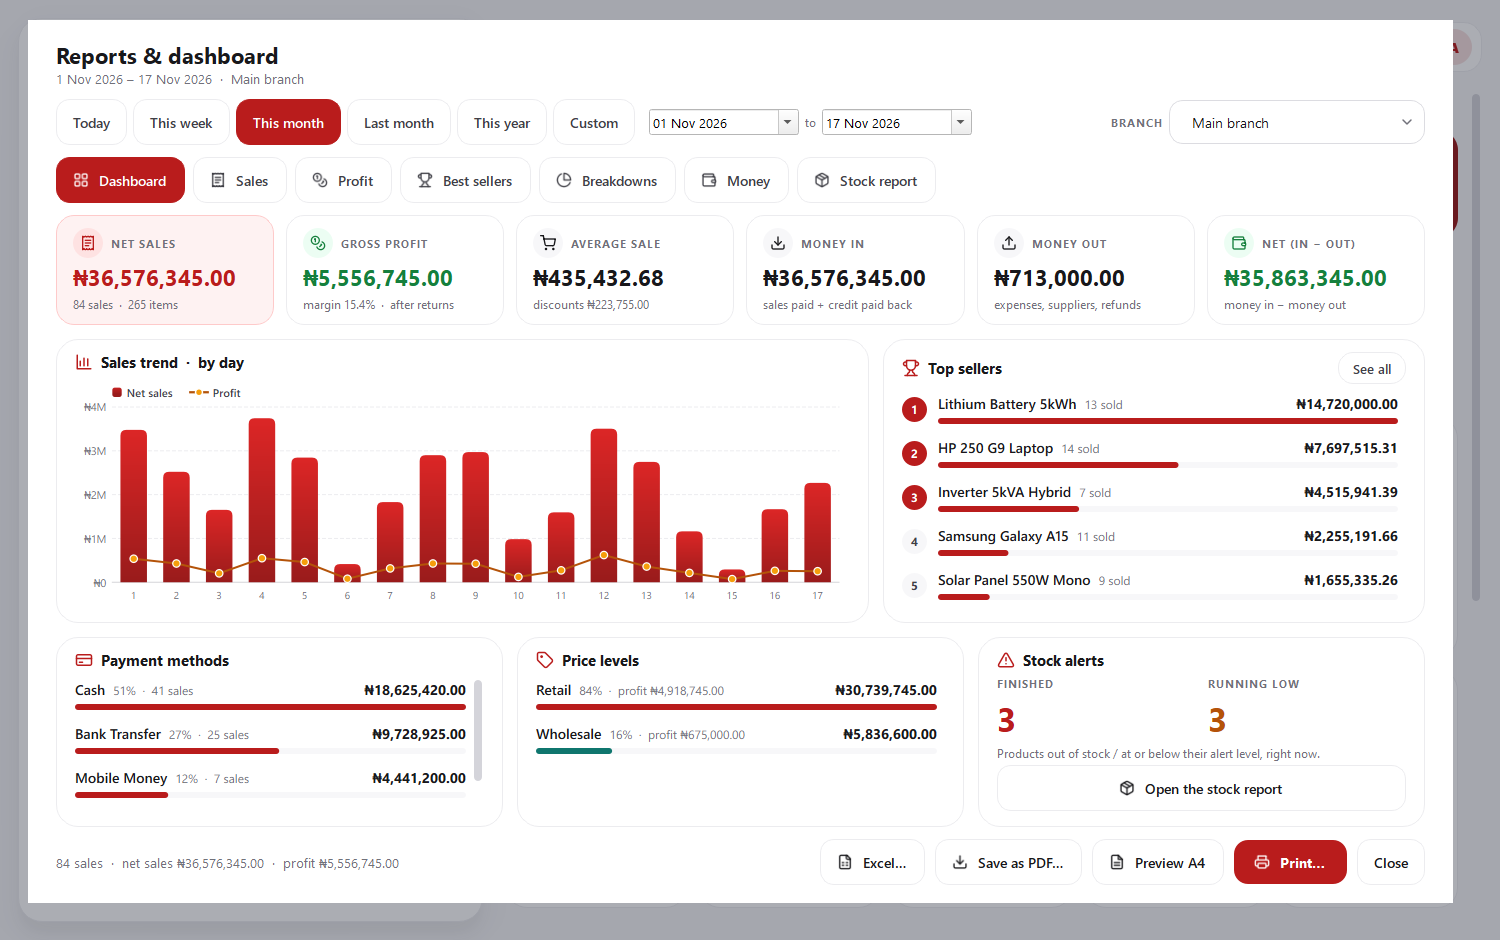 Reports & dashboard
1 Nov 2026 – 17 Nov 2026 · Main branch
Today This week This month Last month This year Custom 01 Nov 2026 to 17 Nov 2026 BRANCH Main branch
Dashboard Sales Profit Best sellers Breakdowns Money Stock report
NET SALES
₦36,576,345.00
84 sales · 265 items
GROSS PROFIT
₦5,556,745.00
margin 15.4% · after returns
AVERAGE SALE
₦435,432.68
discounts ₦223,755.00
MONEY IN
₦36,576,345.00
sales paid + credit paid back
MONEY OUT
₦713,000.00
expenses, suppliers, refunds
NET (IN − OUT)
₦35,863,345.00
money in − money out
Sales trend · by day
Net sales Profit
₦4M
₦3M
₦2M
₦1M
₦0
1 2 3 4 5 6 7 8 9 10 11 12 13 14 15 16 17
Top sellers See all
1 Lithium Battery 5kWh 13 sold ₦14,720,000.00
2 HP 250 G9 Laptop 14 sold ₦7,697,515.31
3 Inverter 5kVA Hybrid 7 sold ₦4,515,941.39
4 Samsung Galaxy A15 11 sold ₦2,255,191.66
5 Solar Panel 550W Mono 9 sold ₦1,655,335.26
Payment methods
Cash 51% · 41 sales ₦18,625,420.00
Bank Transfer 27% · 25 sales ₦9,728,925.00
Mobile Money 12% · 7 sales ₦4,441,200.00
Price levels
Retail 84% · profit ₦4,918,745.00 ₦30,739,745.00
Wholesale 16% · profit ₦675,000.00 ₦5,836,600.00
Stock alerts
FINISHED RUNNING LOW
3 3
Products out of stock / at or below their alert level, right now.
Open the stock report
84 sales · net sales ₦36,576,345.00 · profit ₦5,556,745.00
Excel... Save as PDF... Preview A4 Print... Close